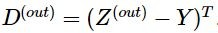 D^(out) = (Z^(out) − Y)^T.